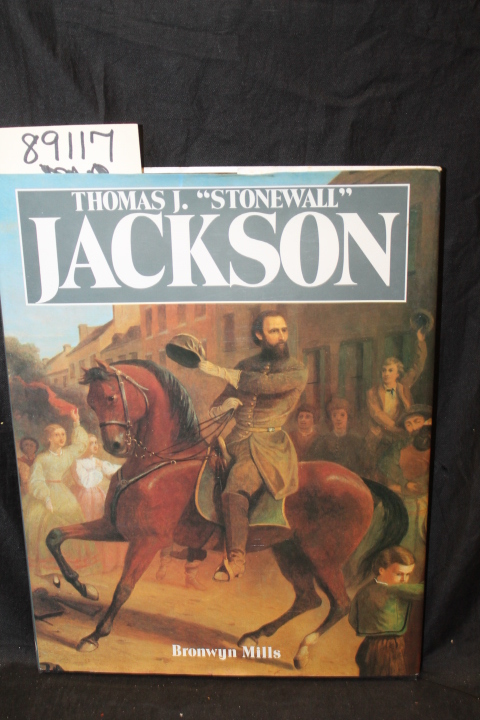 89117
THOMAS J. "STONEWALL"
JACKSON
Bronwyn Mills